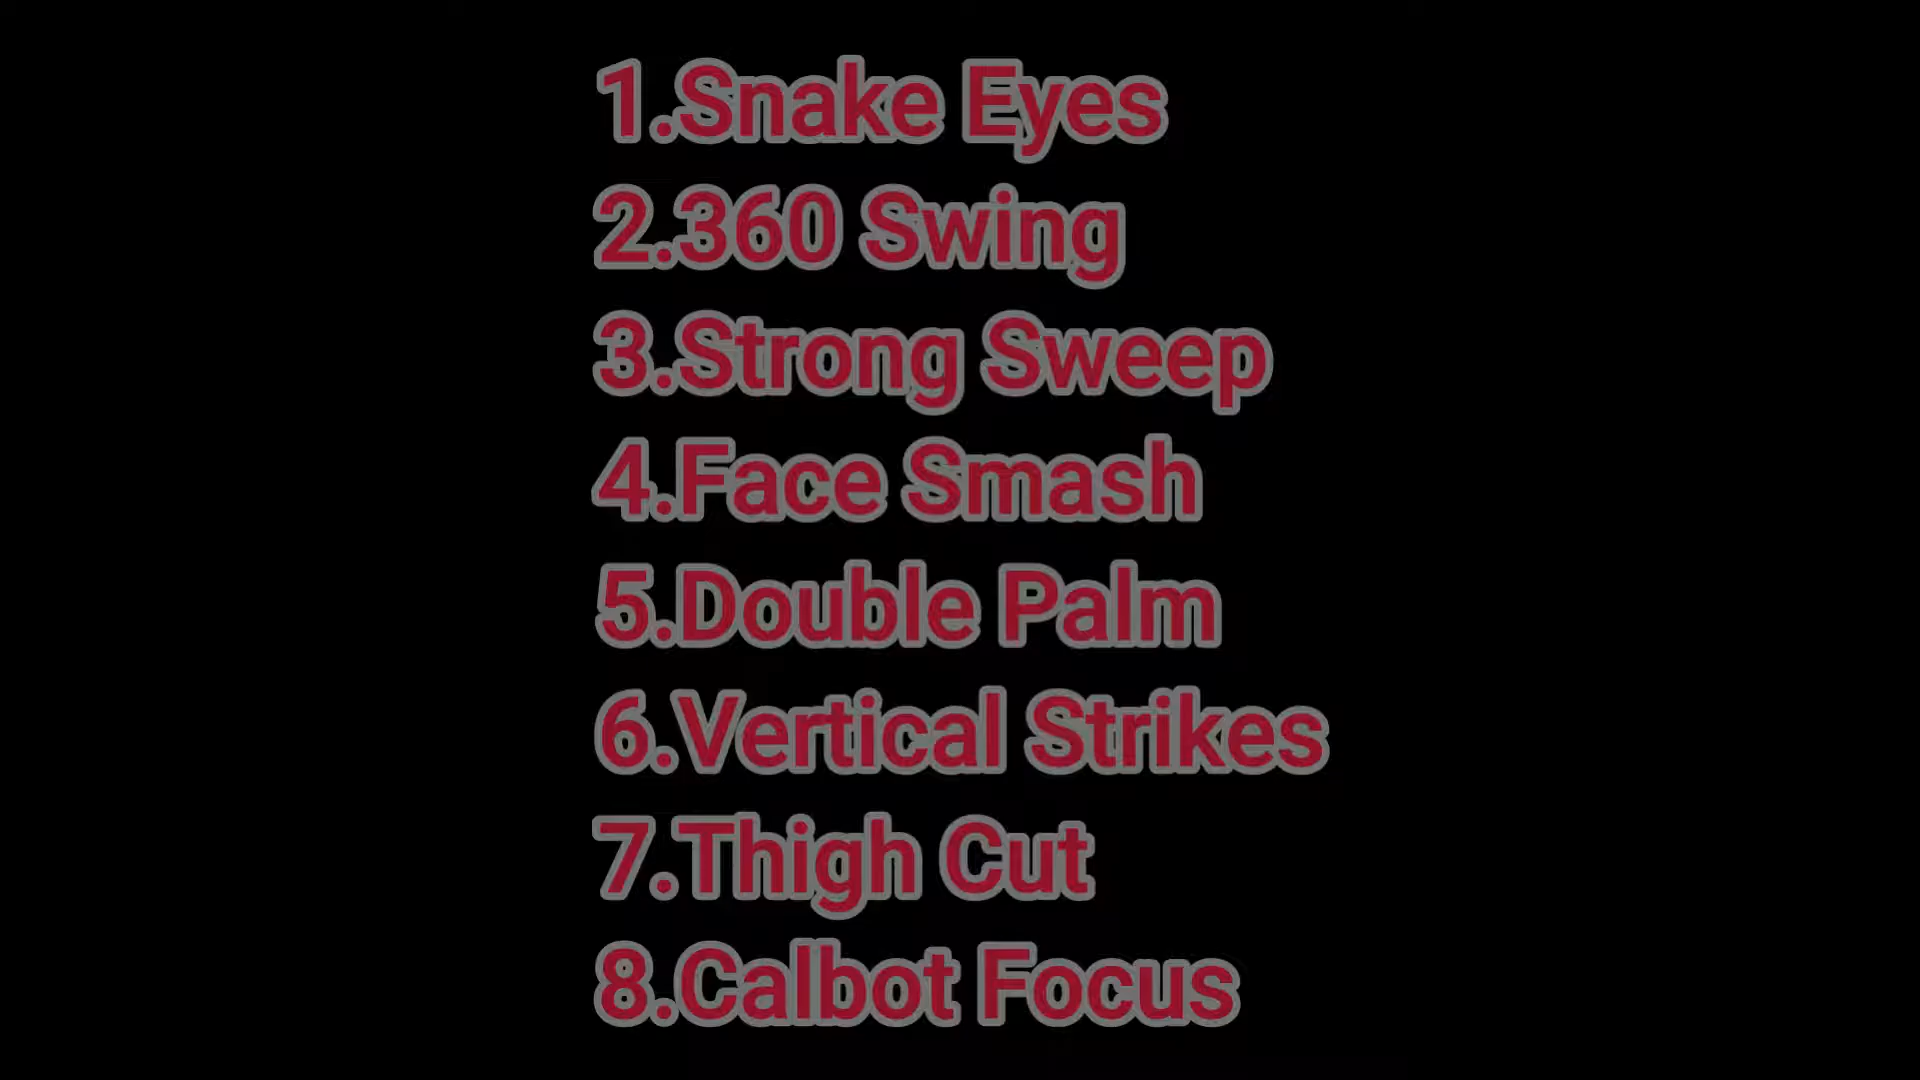 1.Snake Eyes
2.360 Swing
3.Strong Sweep
4.Face Smash
5.Double Palm
6.Vertical Strikes
7.Thigh Cut
8.Calbot Focus